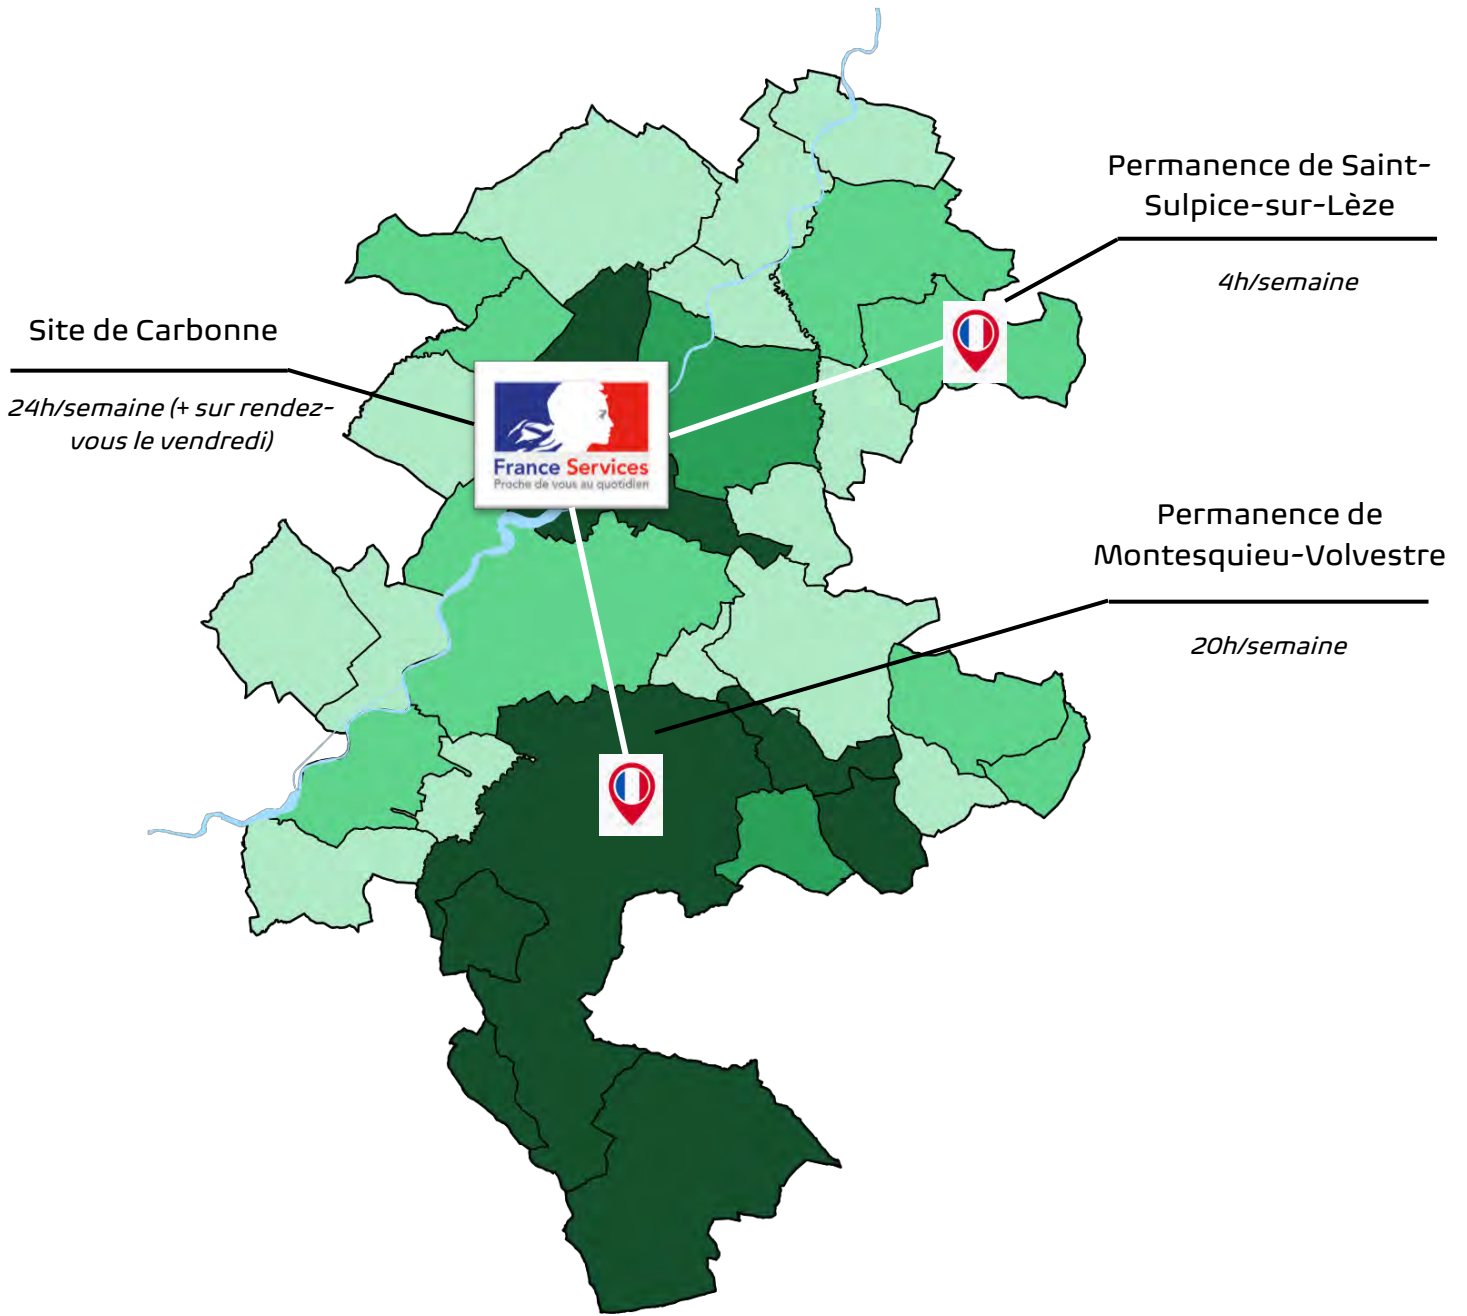 Permanence de Saint-
Sulpice-sur-Lèze
4h/semaine
Site de Carbonne
24h/semaine (+ sur rendez-
vous le vendredi)
France Services
Proche de vous au quotidien
Permanence de
Montesquieu-Volvestre
20h/semaine